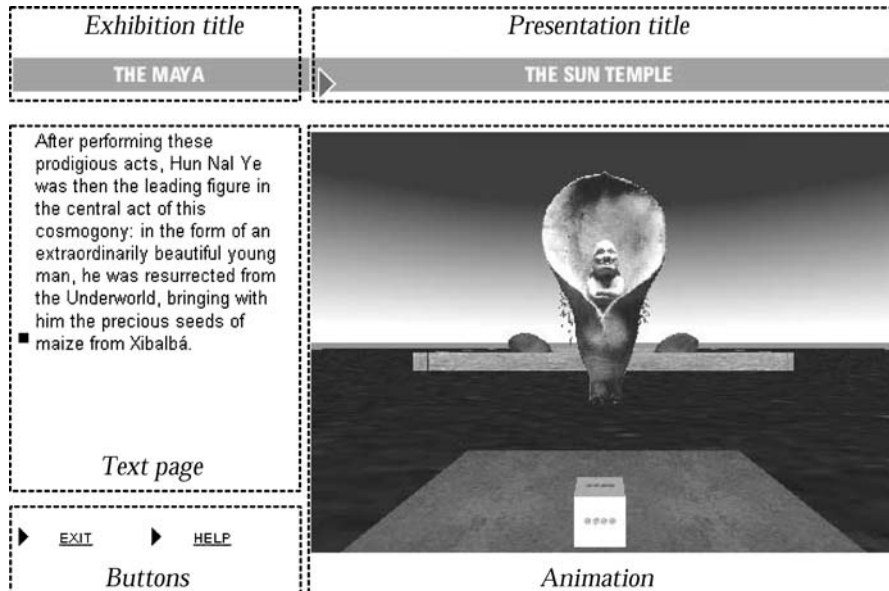 Exhibition title
Presentation title
THE MAYA
THE SUN TEMPLE
After performing these
prodigious acts, Hun Nal Ye
was then the leading figure in
the central act of this
cosmogony: in the form of an
extraordinarily beautiful young
man, he was resurrected from
the Underworld, bringing with
him the precious seeds of
maize from Xibalbá.
Text page
EXIT
HELP
Buttons
Animation